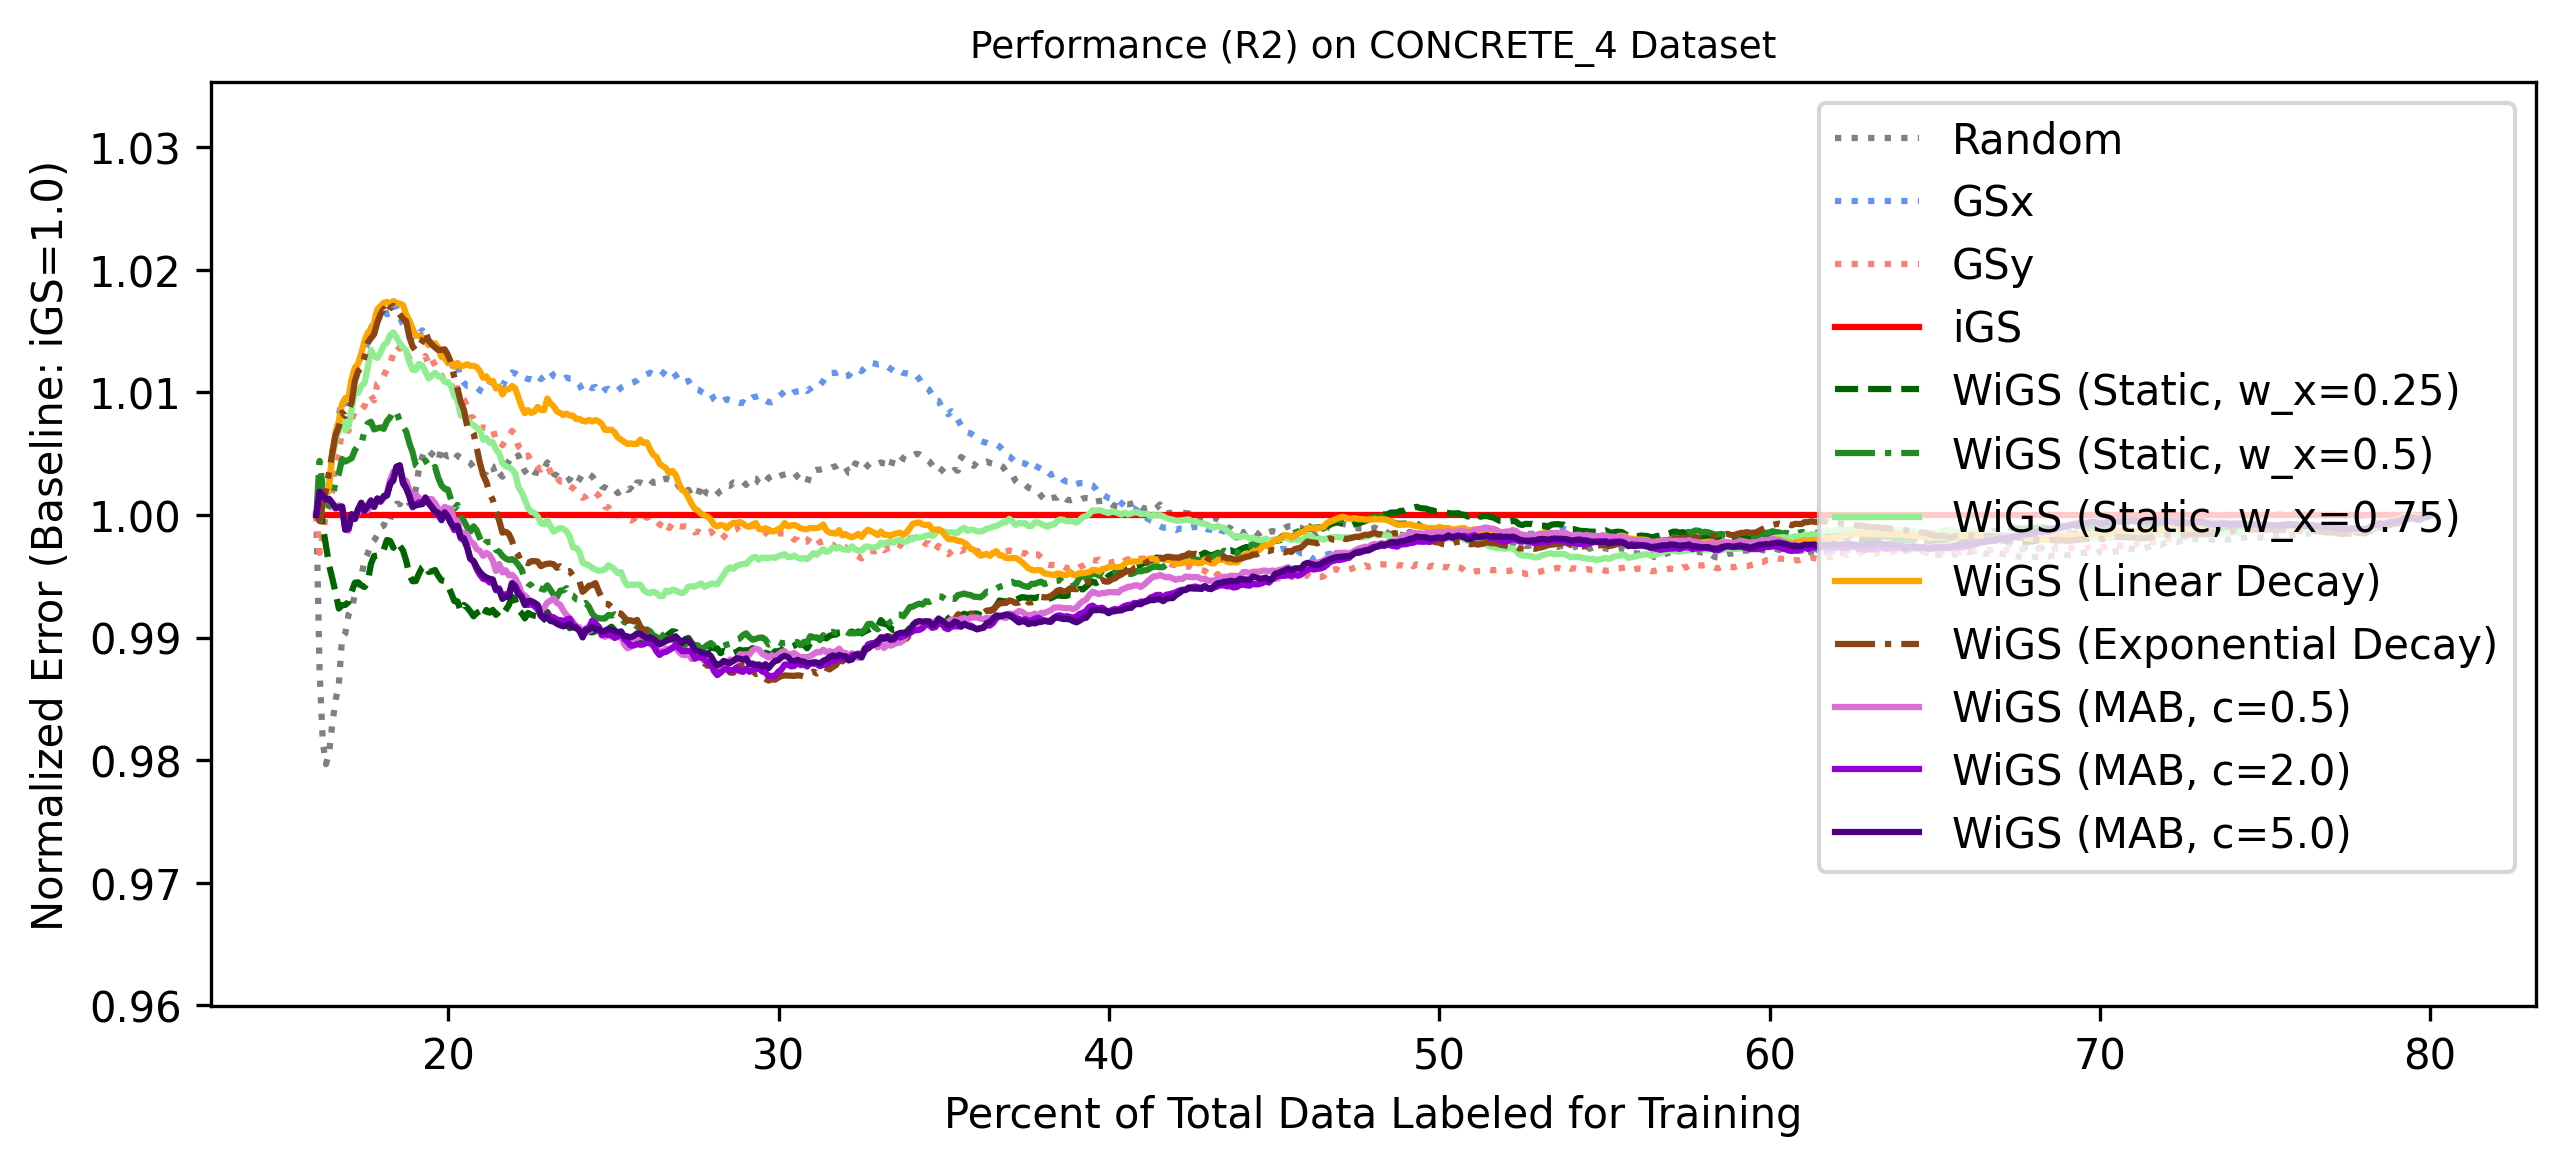 Performance (R2) on CONCRETE_4 Dataset
Normalized Error (Baseline: iGS=1.0)
1.03
1.02
1.01
1.00
0.99
0.98
0.97
0.96
Random
GSx
GSy
iGS
WiGS (Static, w_x=0.25)
WiGS (Static, w_x=0.5)
WiGS (Static, w_x=0.75)
WiGS (Linear Decay)
WiGS (Exponential Decay)
WiGS (MAB, c=0.5)
WiGS (MAB, c=2.0)
WiGS (MAB, c=5.0)
20 30 40 50 60 70 80
Percent of Total Data Labeled for Training